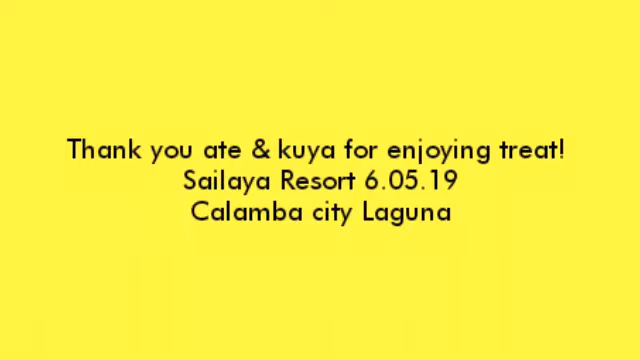 Thank you ate & kuya for enjoying treat!
Sailaya Resort 6.05.19
Calamba city Laguna